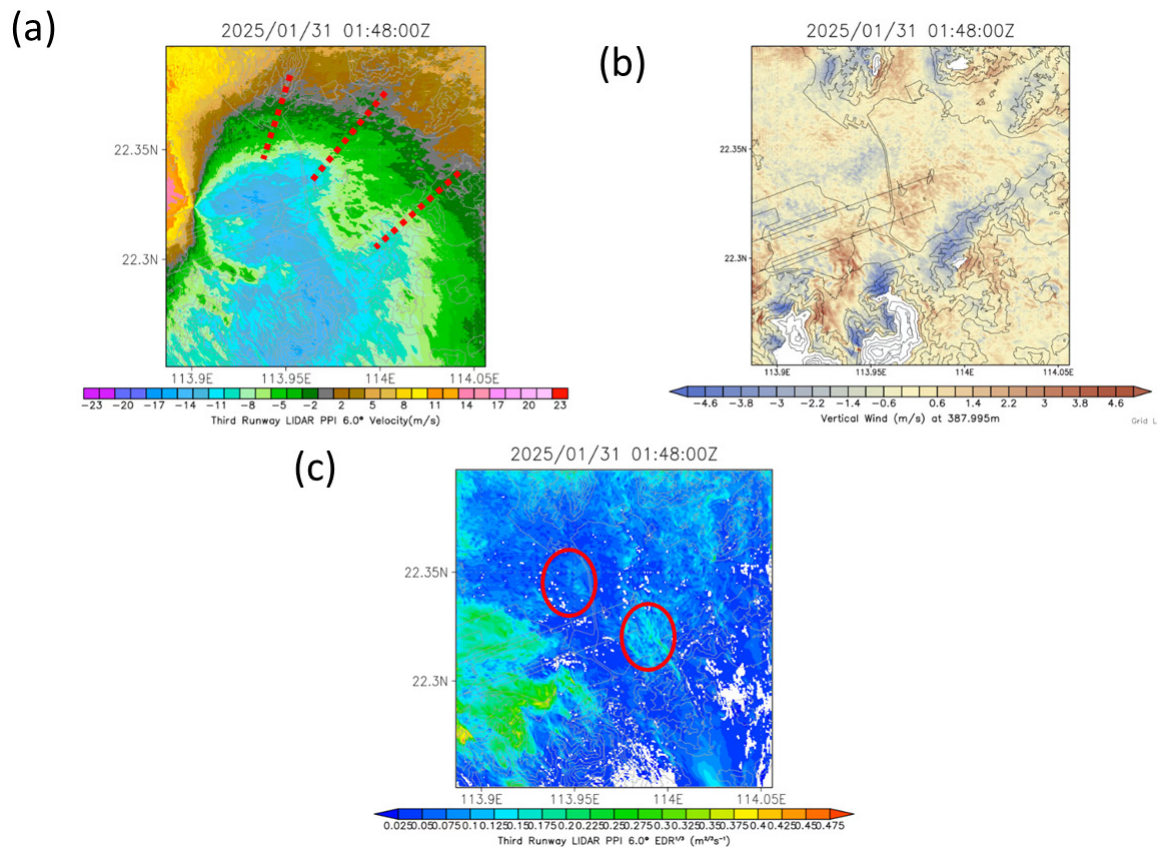 (a)
2025/01/31 01:48:00Z
22.35N
22.3N
113.9E 113.95E 114E 114.05E
-23 -20 -17 -14 -11 -8 -5 -2 2 5 8 11 14 17 20 23
Third Runway LIDAR PPI 6.0° Velocity(m/s)
(b)
2025/01/31 01:48:00Z
22.35N
22.3N
113.9E 113.95E 114E 114.05E
-4.6 -3.8 -3 -2.2 -1.4 -0.6 0.6 1.4 2.2 3 3.8 4.6
Vertical Wind (m/s) at 387.995m
Grid L
(c)
2025/01/31 01:48:00Z
22.35N
22.3N
113.9E 113.95E 114E 114.05E
0.025 0.05 0.075 0.1 0.125 0.15 0.175 0.2 0.225 0.25 0.275 0.3 0.325 0.35 0.375 0.4 0.425 0.45 0.475
Third Runway LIDAR PPI 6.0° EDR¹/³ (m²/³s⁻¹)